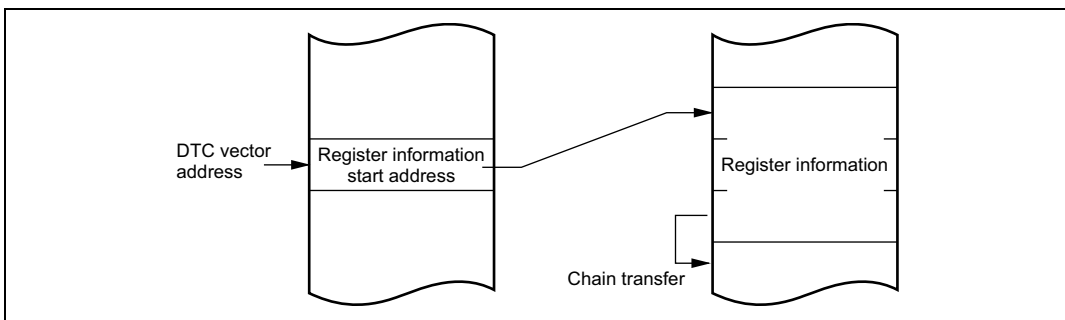 DTC vector
address
Register information
start address
Register information
Chain transfer